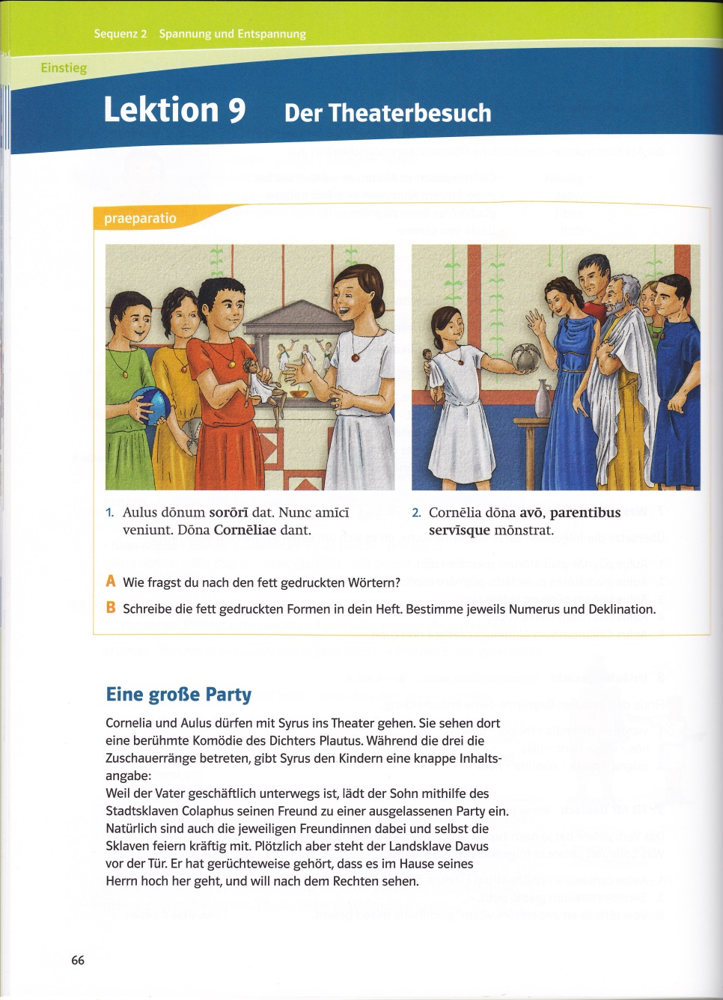 Sequenz 2 Spannung und Entspannung
Einstieg
Lektion 9 Der Theaterbesuch
praeparatio
1. Aulus dōnum sorōrī dat. Nunc amīcī
veniunt. Dōna Cornēliae dant.
2. Cornēlia dōna avō, parentibus
servīsque mōnstrat.
A Wie fragst du nach den fett gedruckten Wörtern?
B Schreibe die fett gedruckten Formen in dein Heft. Bestimme jeweils Numerus und Deklination.
Eine große Party
Cornelia und Aulus dürfen mit Syrus ins Theater gehen. Sie sehen dort
eine berühmte Komödie des Dichters Plautus. Während die drei die
Zuschauerränge betreten, gibt Syrus den Kindern eine knappe Inhalts-
angabe:
Weil der Vater geschäftlich unterwegs ist, lädt der Sohn mithilfe des
Stadtsklaven Colaphus seinen Freund zu einer ausgelassenen Party ein.
Natürlich sind auch die jeweiligen Freundinnen dabei und selbst die
Sklaven feiern kräftig mit. Plötzlich aber steht der Landsklave Davus
vor der Tür. Er hat gerüchteweise gehört, dass es im Hause seines
Herrn hoch her geht, und will nach dem Rechten sehen.
66